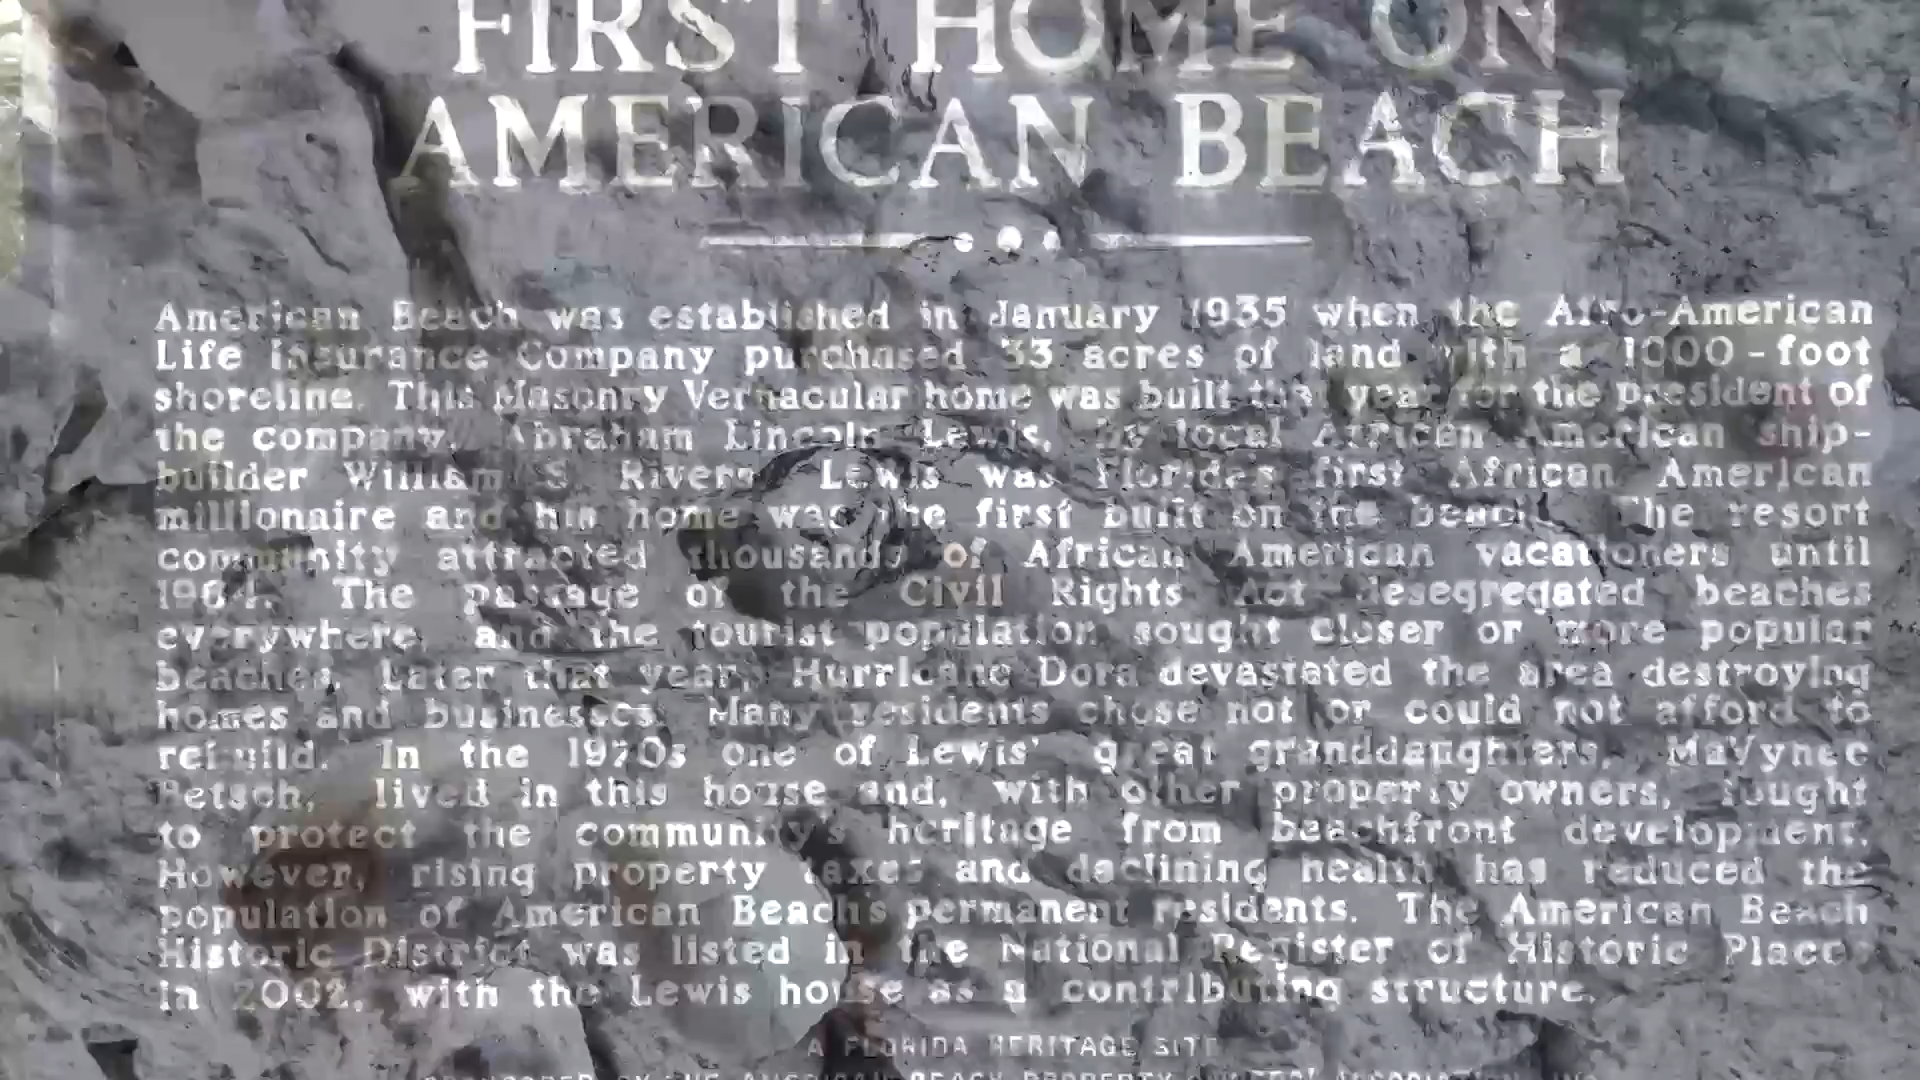 FIRST HOME ON
AMERICAN BEACH
American Beach was established in January 1935 when the Afro-American
Life Insurance Company purchased 33 acres of land with a 1000-foot
shoreline. This Masonry Vernacular home was built that year for the president of
the company, Abraham Lincoln Lewis, by local African American ship-
builder William S. Rivers. Lewis was Florida's first African American
millionaire and his home was the first built on the beach. The resort
community attracted thousands of African American vacationers until
1964. The passage of the Civil Rights Act desegregated beaches
everywhere and the tourist population sought closer or more popular
beaches. Later that year, Hurricane Dora devastated the area destroying
homes and businesses. Many residents chose not or could not afford to
rebuild. In the 1970s one of Lewis' great granddaughters, MaVynee
Betsch, lived in this house and, with other property owners, fought
to protect the community's heritage from beachfront development.
However, rising property taxes and declining health has reduced the
population of American Beach's permanent residents. The American Beach
Historic District was listed in the National Register of Historic Places
in 2002, with the Lewis house as a contributing structure.
A FLORIDA HERITAGE SITE
SPONSORED BY THE AMERICAN BEACH PROPERTY OWNERS' ASSOCIATION